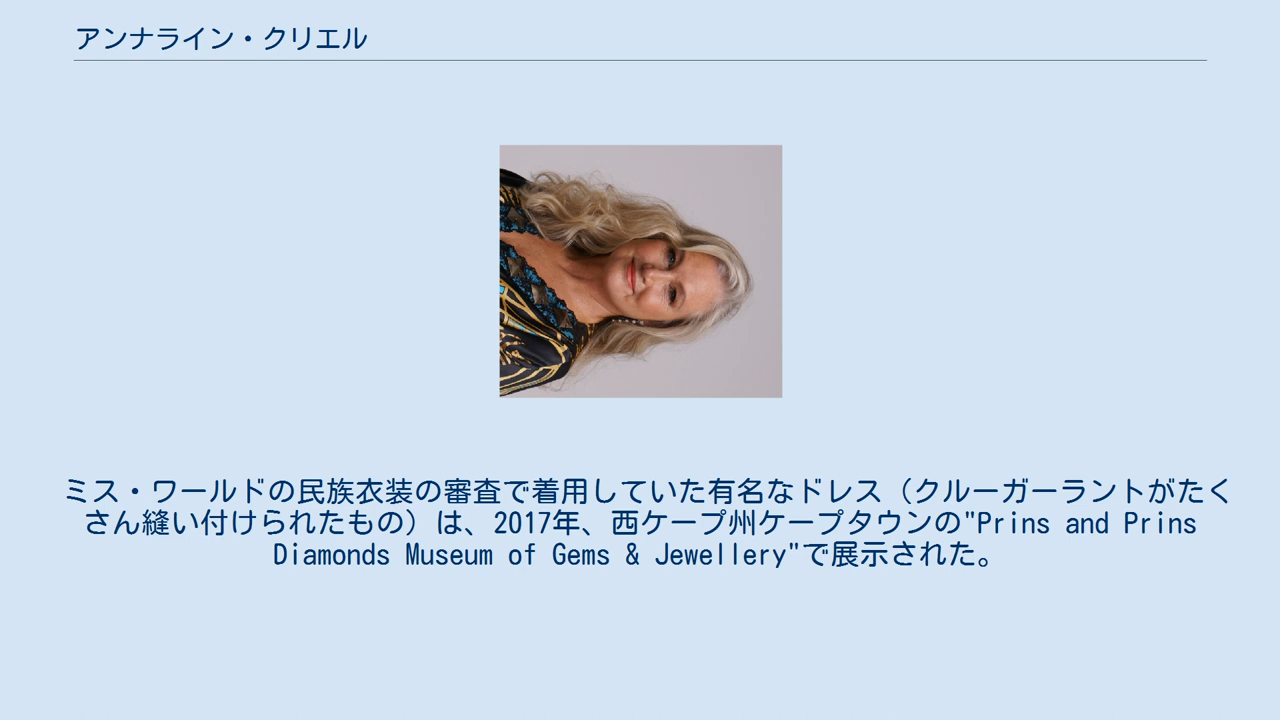 アンナライン・クリエル
ミス・ワールドの民族衣装の審査で着用していた有名なドレス（クルーガーラントがたく
さん縫い付けられたもの）は、2017年、西ケープ州ケープタウンの"Prins and Prins
Diamonds Museum of Gems & Jewellery"で展示された。